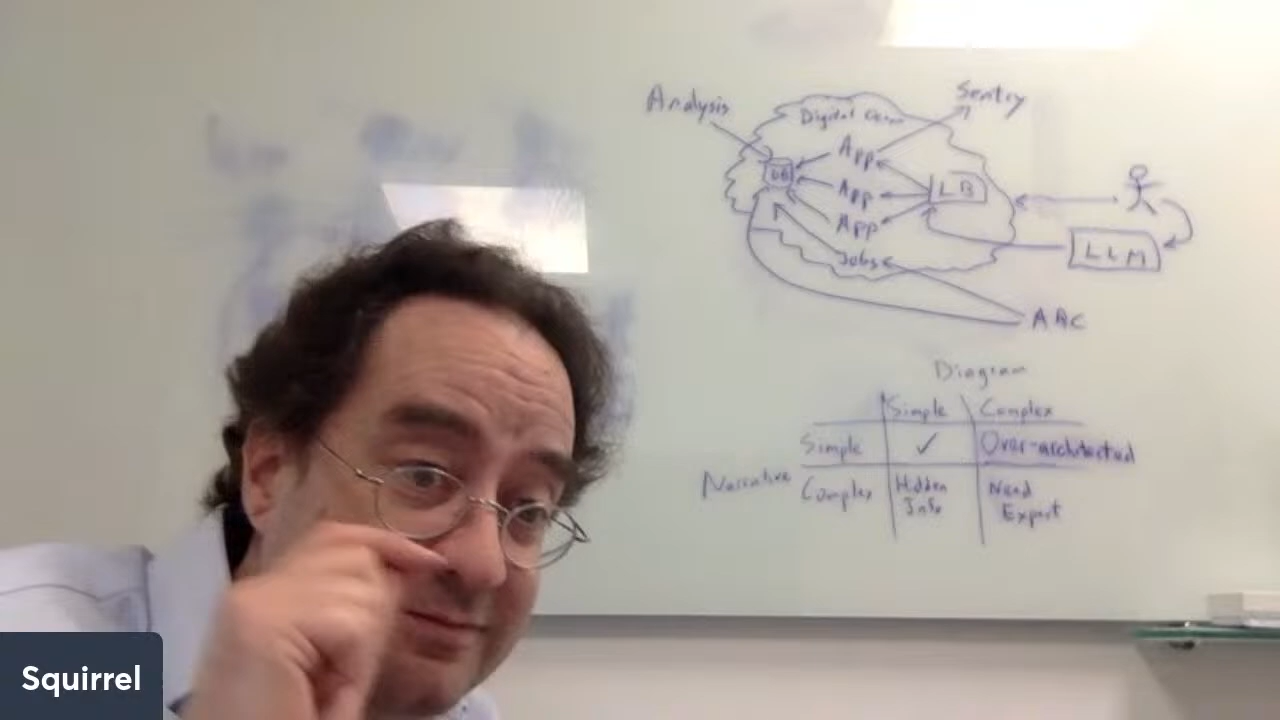 Analysis
Sentry
Digital Ocean
App
DB
App
LB
App
Jobs
LLM
AAC
Diagram
Simple Complex
Simple ✓ Over-architected
Narrative Complex Hidden Need
Info Expert
Squirrel